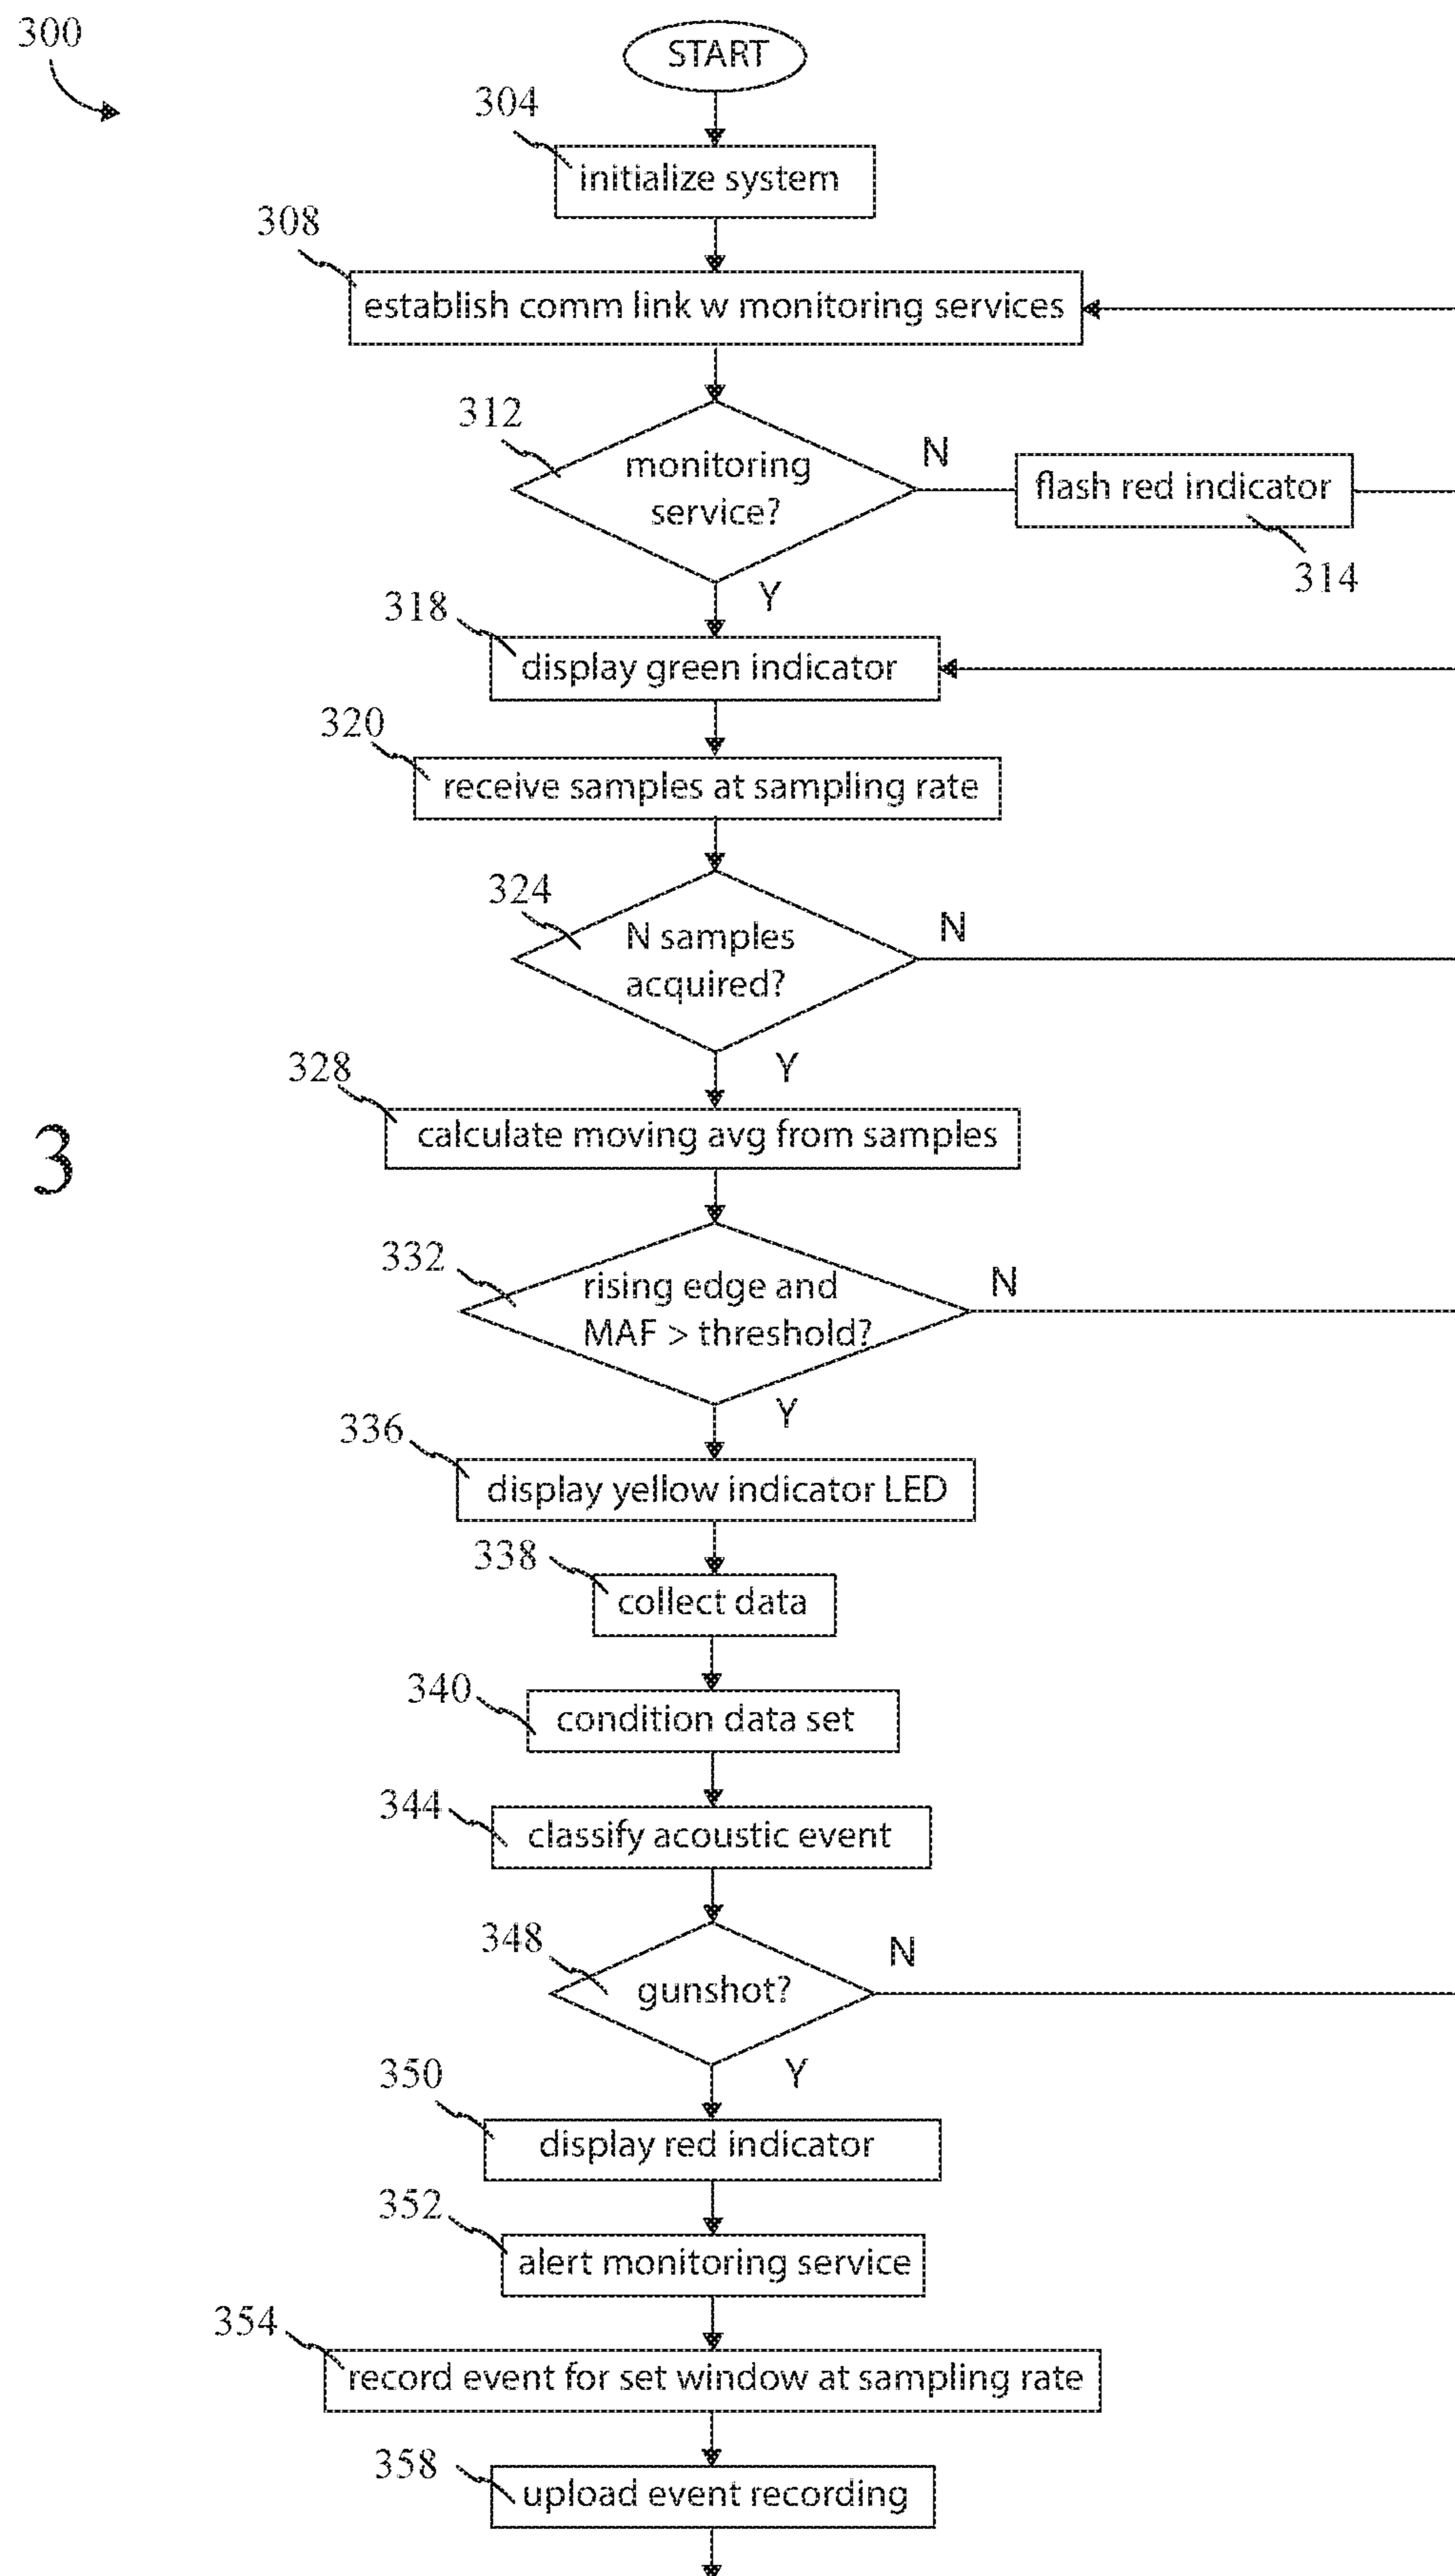 300
START
304
initialize system
308
establish comm link w monitoring services
312
monitoring
service?
N
flash red indicator
314
Y
318
display green indicator
320
receive samples at sampling rate
324
N samples
acquired?
N
Y
328
calculate moving avg from samples
3
332
rising edge and
MAF > threshold?
N
Y
336
display yellow indicator LED
338
collect data
340
condition data set
344
classify acoustic event
348
gunshot?
N
Y
350
display red indicator
352
alert monitoring service
354
record event for set window at sampling rate
358
upload event recording